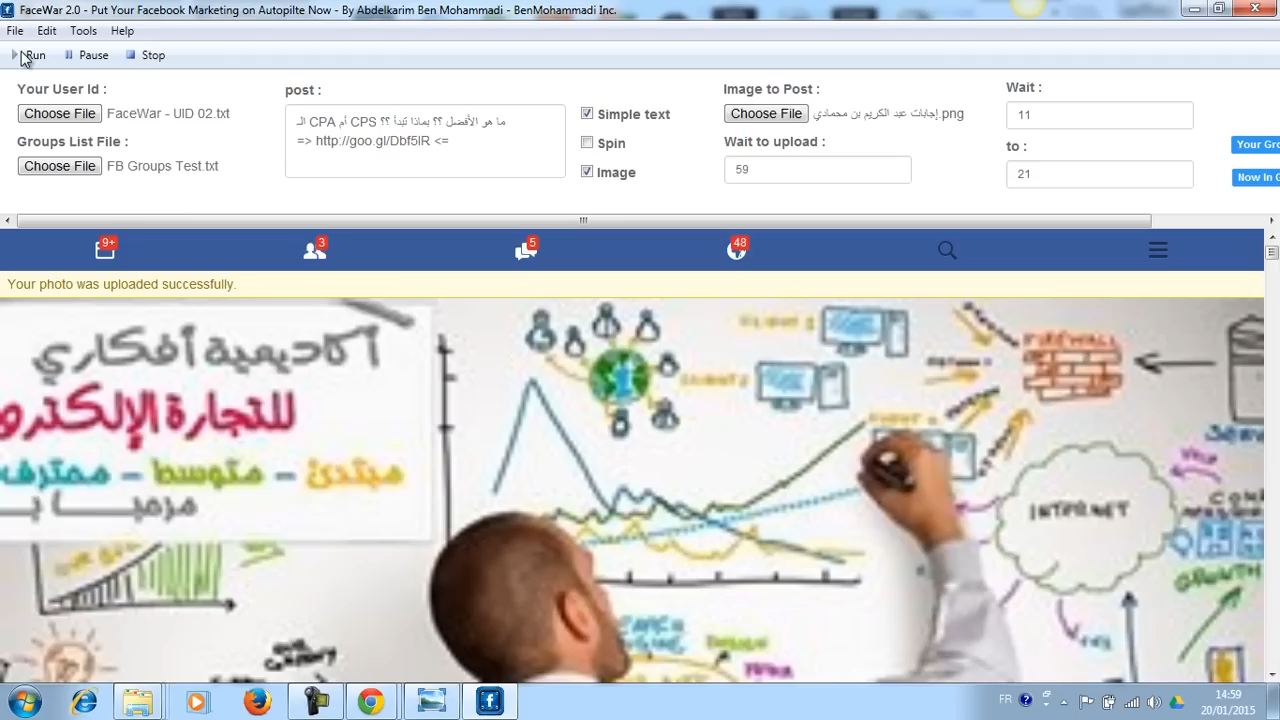 FaceWar 2.0 - Put Your Facebook Marketing on Autopilte Now - By Abdelkarim Ben Mohammadi - BenMohammadi Inc.
File Edit Tools Help
Run Pause Stop
Your User Id :
Choose File FaceWar - UID 02.txt
Groups List File :
Choose File FB Groups Test.txt
post :
ما هو الأفضل ؟؟ بماذا تبدأ ؟؟ CPS أم CPA الـ
=> http://goo.gl/Dbf5lR <=
Simple text
Spin
Image
Image to Post :
Choose File إجابات عبد الكريم بن محمادي.png
Wait to upload :
59
Wait :
11
to :
21
Your Gro
Now In G
9+ 3 5 48
Your photo was uploaded successfully.
أكاديمية أفكاري
للتجارة الإلكترو
مبتدئ – متوسط – محترف
مرحبا ب
FIREWALL
INTERNET
GROWTH
FR
14:59
20/01/2015